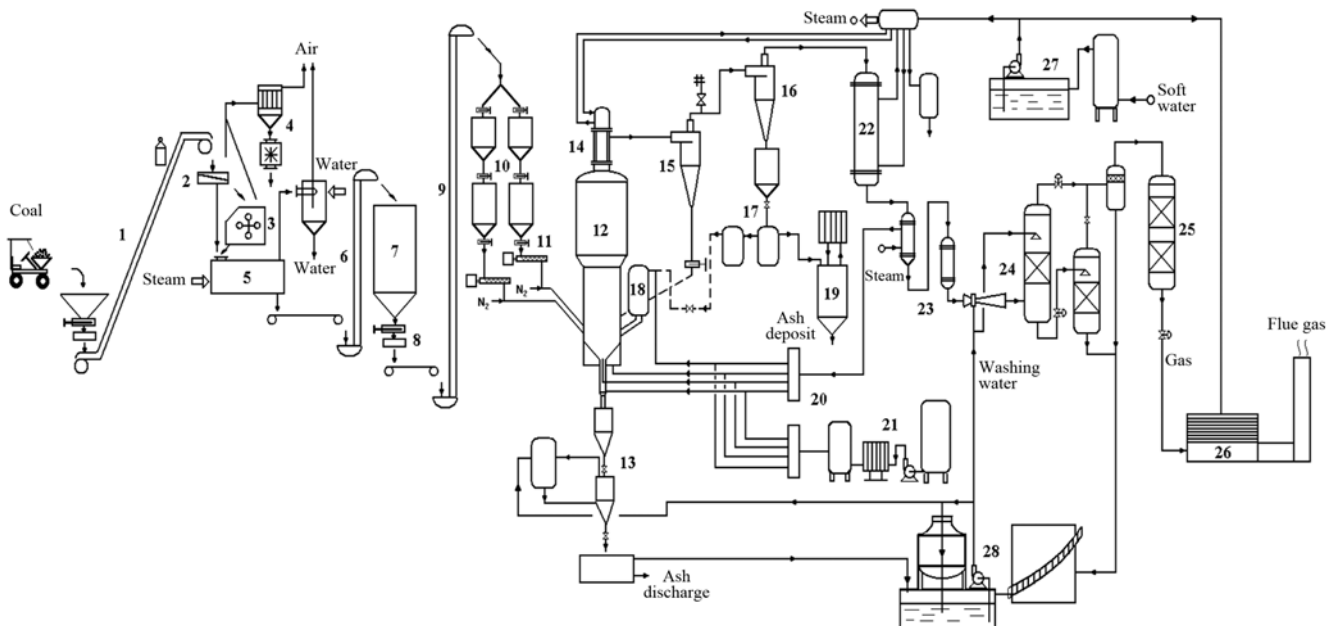 Steam
27
Air
16
Soft
water
4
22
14
15
2
Water
10
9
25
Coal
1
3
17
6
7
12
11
24
Steam
5
Water
N2
N2
18
19
Steam
23
Flue gas
8
Ash
deposit
Gas
Washing
water
20
21
26
13
28
Ash
discharge